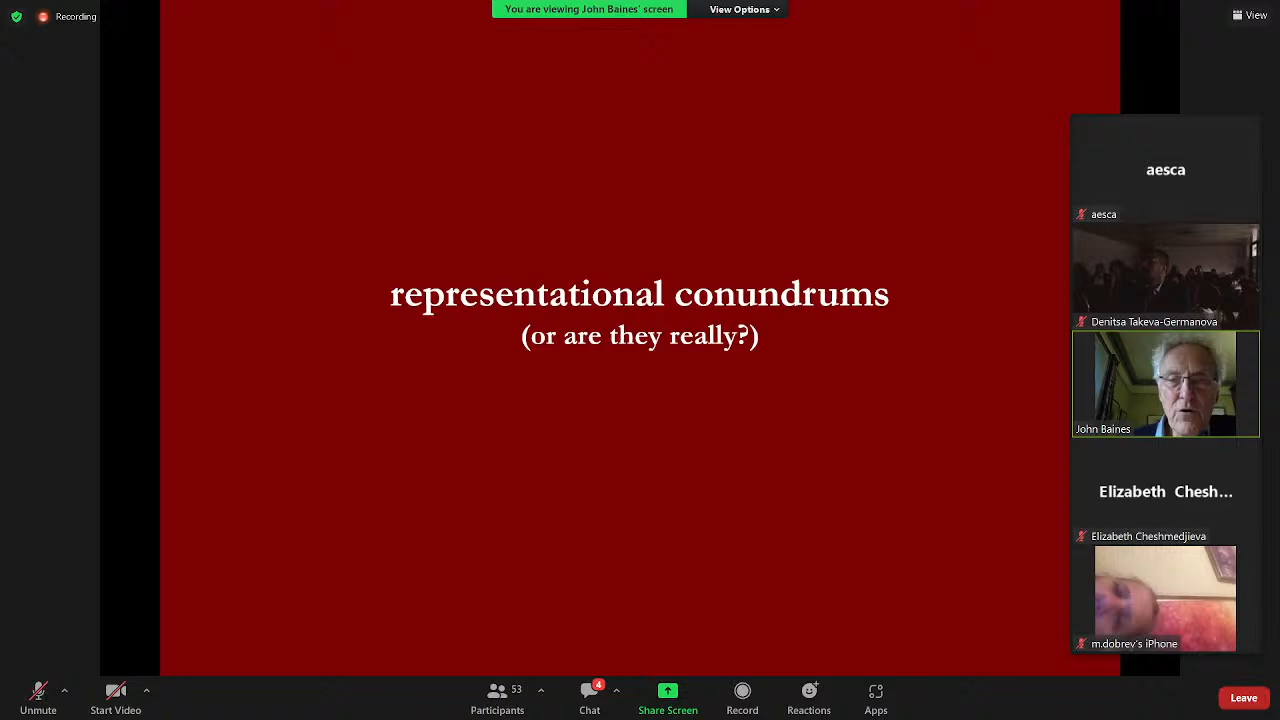 Recording
You are viewing John Baines' screen
View Options
View
representational conundrums
(or are they really?)
aesca
aesca
Denitsa Takeva-Germanova
John Baines
Elizabeth Chesh...
Elizabeth Cheshmedjieva
m.dobrev's iPhone
Unmute
Start Video
53
Participants
4
Chat
Share Screen
Record
Reactions
Apps
Leave